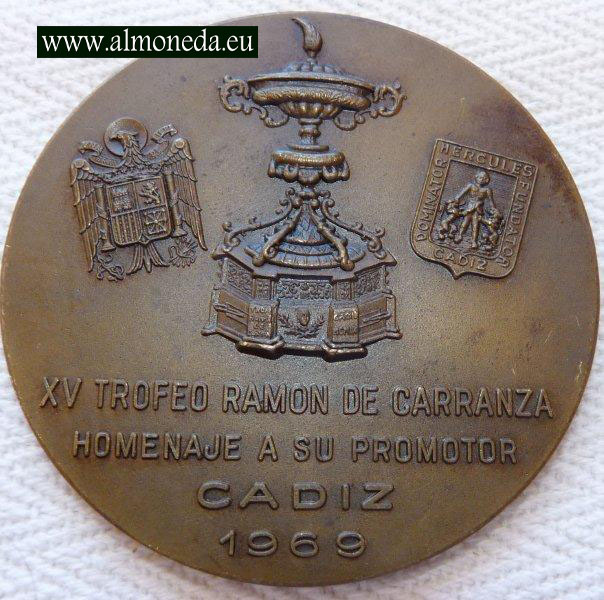 www.almoneda.eu
DOMINATOR HERCULES FUNDATOR
CADIZ
XV TROFEO RAMON DE CARRANZA
HOMENAJE A SU PROMOTOR
CADIZ
1969